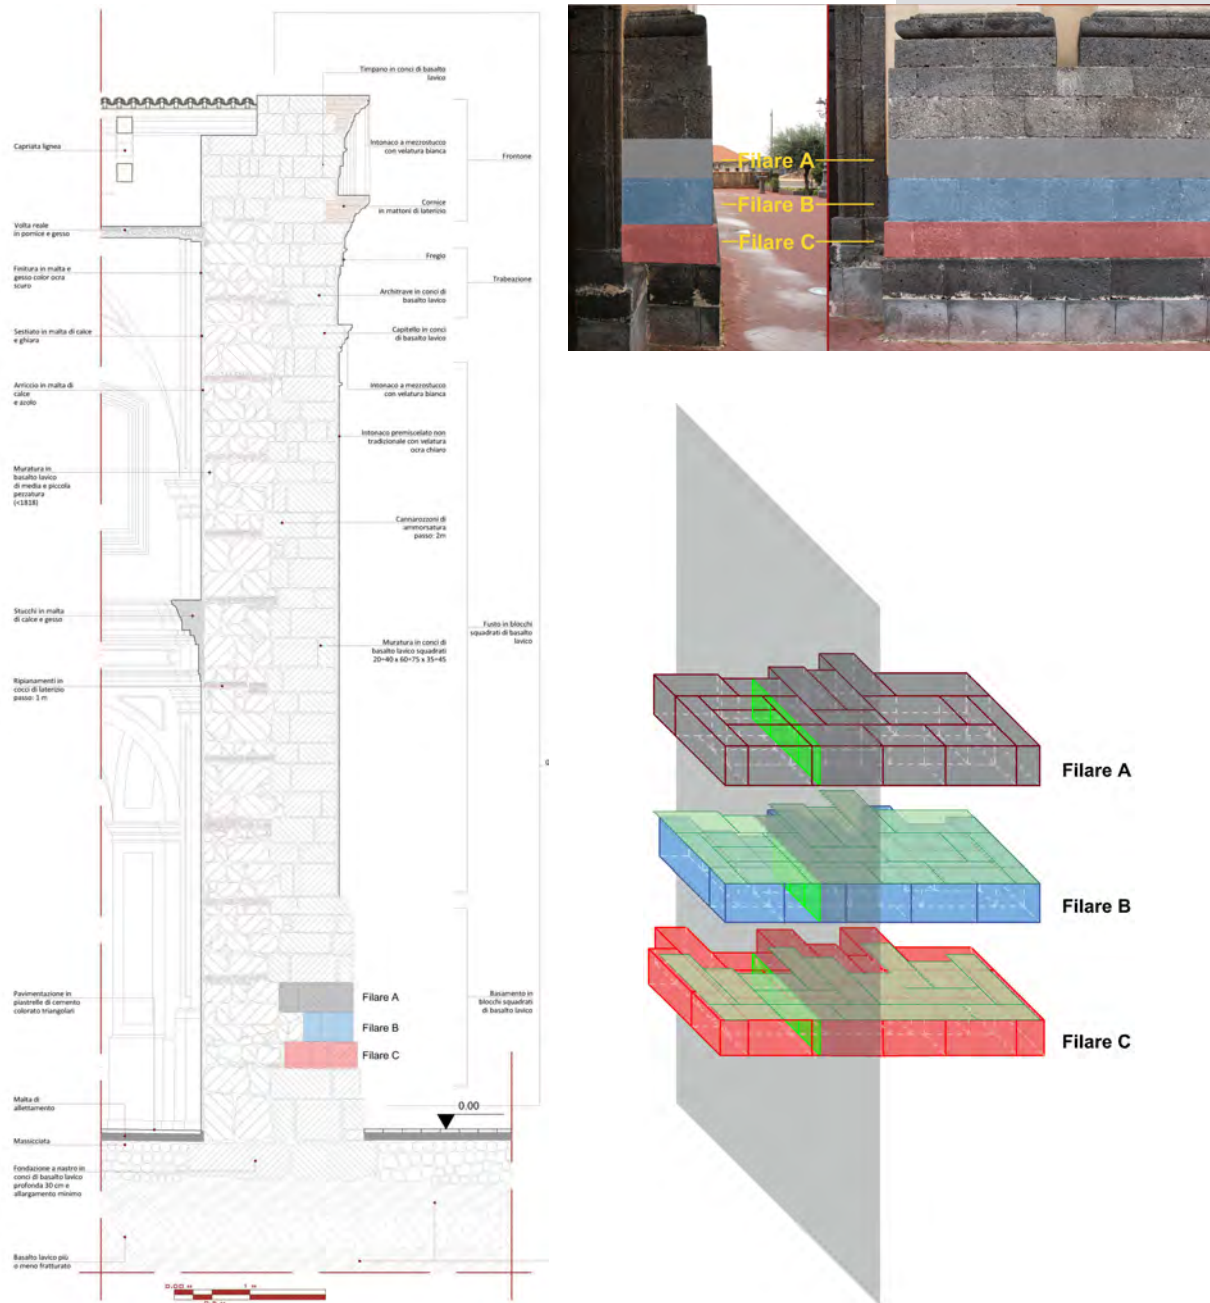 Timpano in conci di basalto
lavico
Capriata lignea
Intonaco a mezzostucco
con velatura bianca
Frontone
Cornice
in mattoni di laterizio
Volta reale
in pomice e gesso
Fregio
Finitura in malta e
gesso color ocra
scuro
Trabeazione
Architrave in conci di
basalto lavico
Sestiato in malta di calce
e ghiara
Capitello in conci
di basalto lavico
Arriccio in malta di
calce
e azolo
Intonaco a mezzostucco
con velatura bianca
Intonaco premiscelato non
tradizionale con velatura
ocra chiaro
Muratura in
basalto lavico
di media e piccola
pezzatura
(<1818)
Cannarozzoni di
ammorsatura
passo: 2m
Stucchi in malta
di calce e gesso
Fusto in blocchi
squadrati di basalto
lavico
Muratura in conci di
basalto lavico squadrati
20÷40 x 60÷75 x 35÷45
Ripianamenti in
cocci di laterizio
passo: 1 m
Pavimentazione in
piastrelle di cemento
colorato triangolati
Filare A
Filare B
Filare C
Basamento in
blocchi squadrati
di basalto lavico
Malta di
allettamento
0.00
Massicciata
Fondazione a nastro in
conci di basalto lavico
profonda 30 cm e
allargamento minimo
Basalto lavico più
o meno fratturato
Filare A
Filare B
Filare C
Filare A
Filare B
Filare C